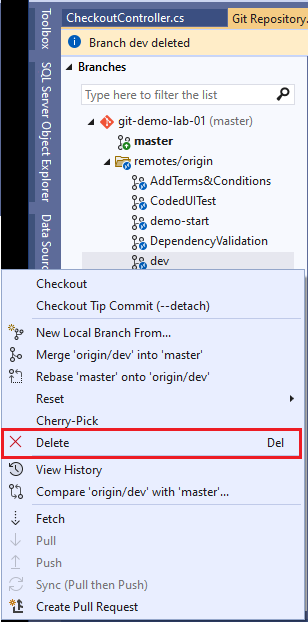 CheckoutController.cs
Git Repository.
Branch dev deleted
Branches
Type here to filter the list
git-demo-lab-01 (master)
master
remotes/origin
AddTerms&Conditions
CodedUITest
demo-start
DependencyValidation
dev
Toolbox
SQL Server Object Explorer
Data Sour
Checkout
Checkout Tip Commit (--detach)
New Local Branch From...
Merge 'origin/dev' into 'master'
Rebase 'master' onto 'origin/dev'
Reset
Cherry-Pick
Delete Del
View History
Compare 'origin/dev' with 'master'...
Fetch
Pull
Push
Sync (Pull then Push)
Create Pull Request